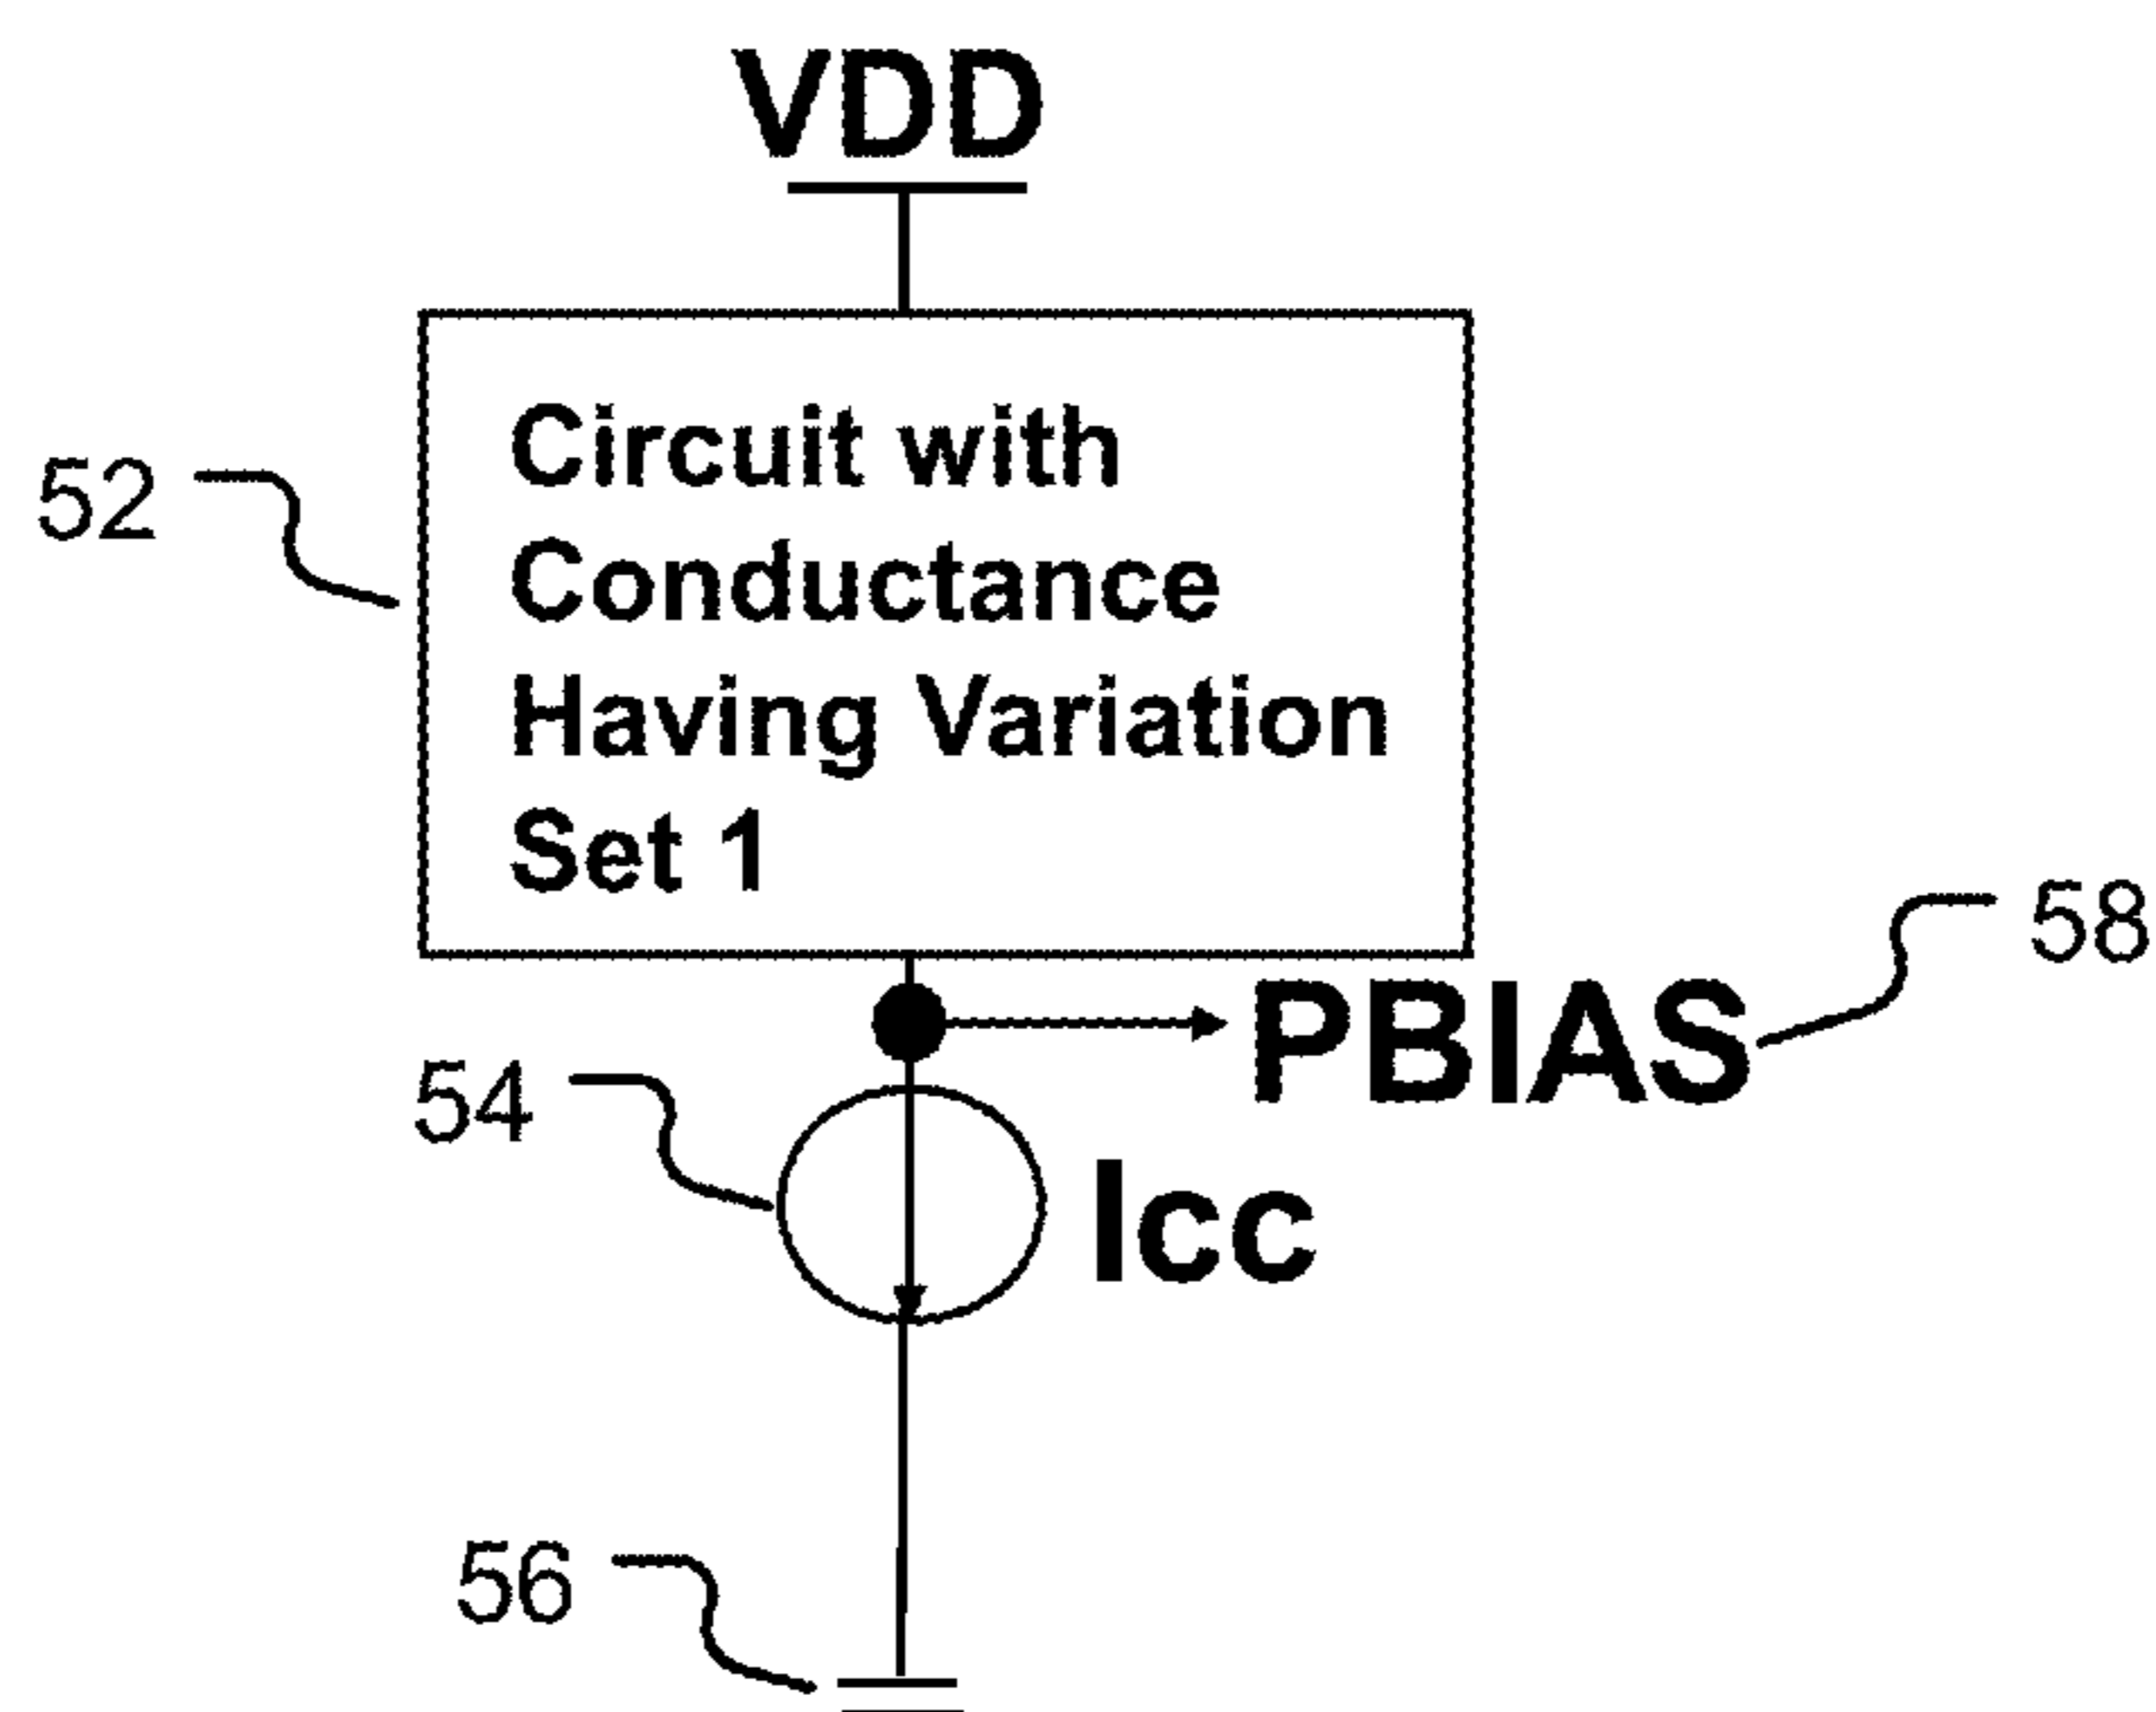 VDD
Circuit with
Conductance
52
Having Variation
Set 1
58
PBIAS
54
Icc
56